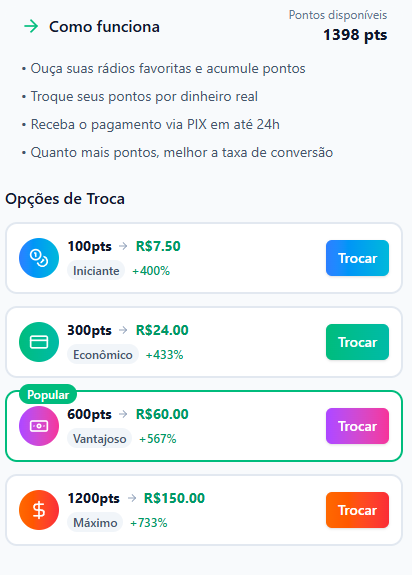 → Como funciona
Pontos disponíveis
1398 pts
• Ouça suas rádios favoritas e acumule pontos
• Troque seus pontos por dinheiro real
• Receba o pagamento via PIX em até 24h
• Quanto mais pontos, melhor a taxa de conversão
Opções de Troca
100pts → R$7.50
Iniciante +400%
Trocar
300pts → R$24.00
Econômico +433%
Trocar
Popular
600pts → R$60.00
Vantajoso +567%
Trocar
1200pts → R$150.00
Máximo +733%
Trocar